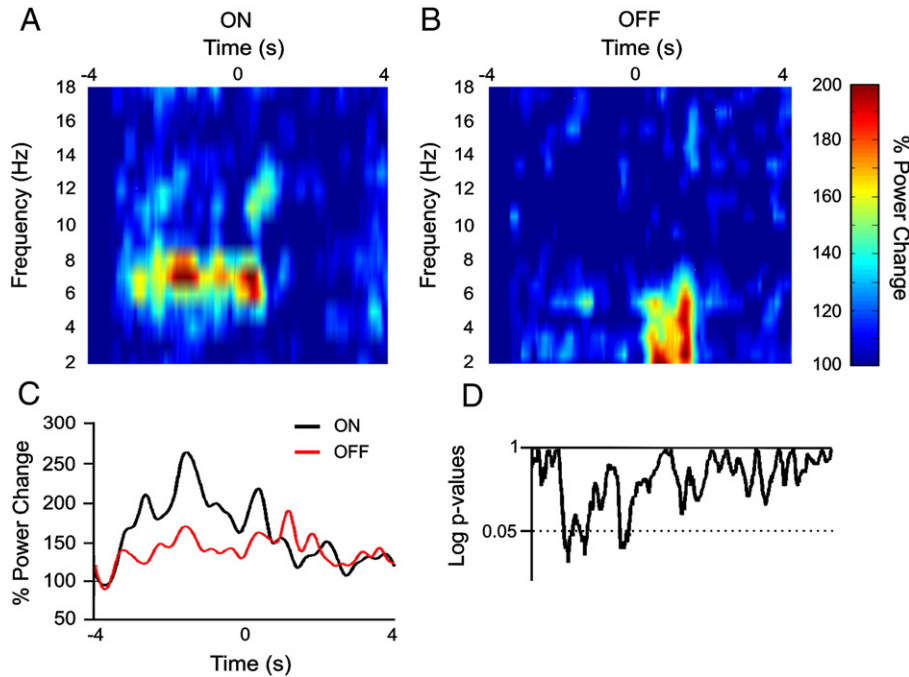 A
ON
Time (s)
-4 0 4
Frequency (Hz)
18
16
14
12
10
8
6
4
2
B
OFF
Time (s)
-4 0 4
Frequency (Hz)
18
16
14
12
10
8
6
4
2
200
180
160
140
120
100
% Power Change
C
% Power Change
300
250
200
150
100
50
ON
OFF
-4 0 4
Time (s)
D
Log p-values
1
0.05